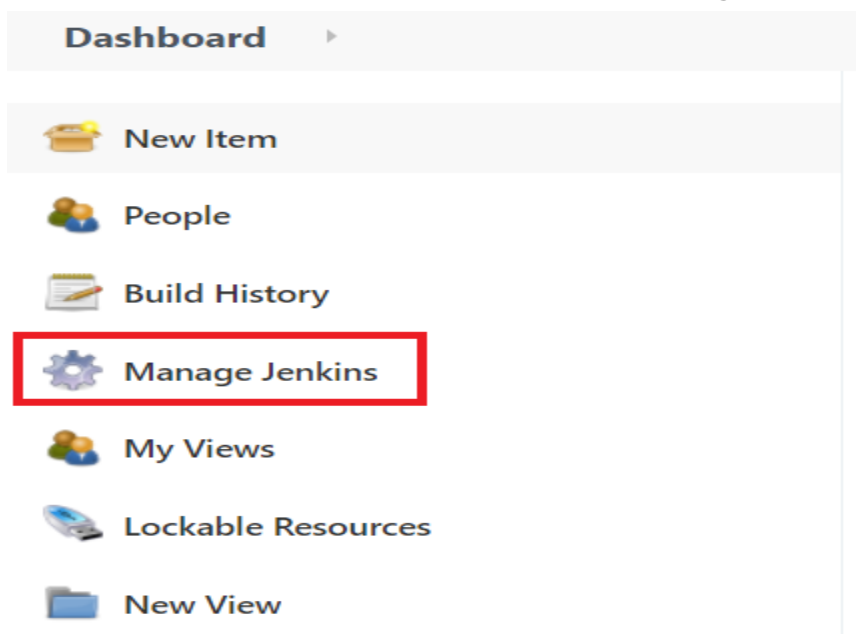 Dashboard
New Item
People
Build History
Manage Jenkins
My Views
Lockable Resources
New View